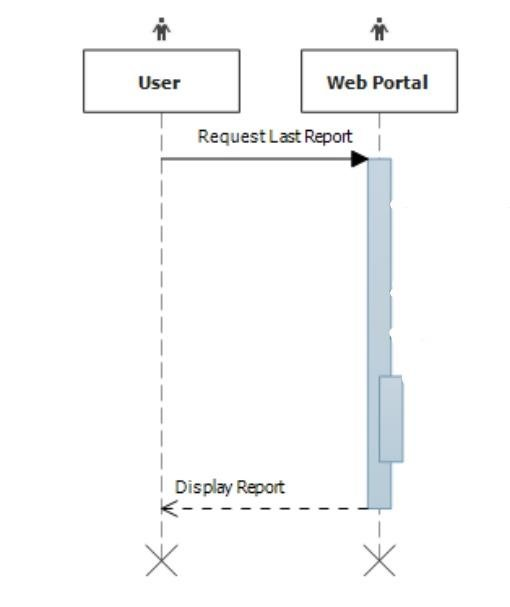 User
Web Portal
Request Last Report
Display Report